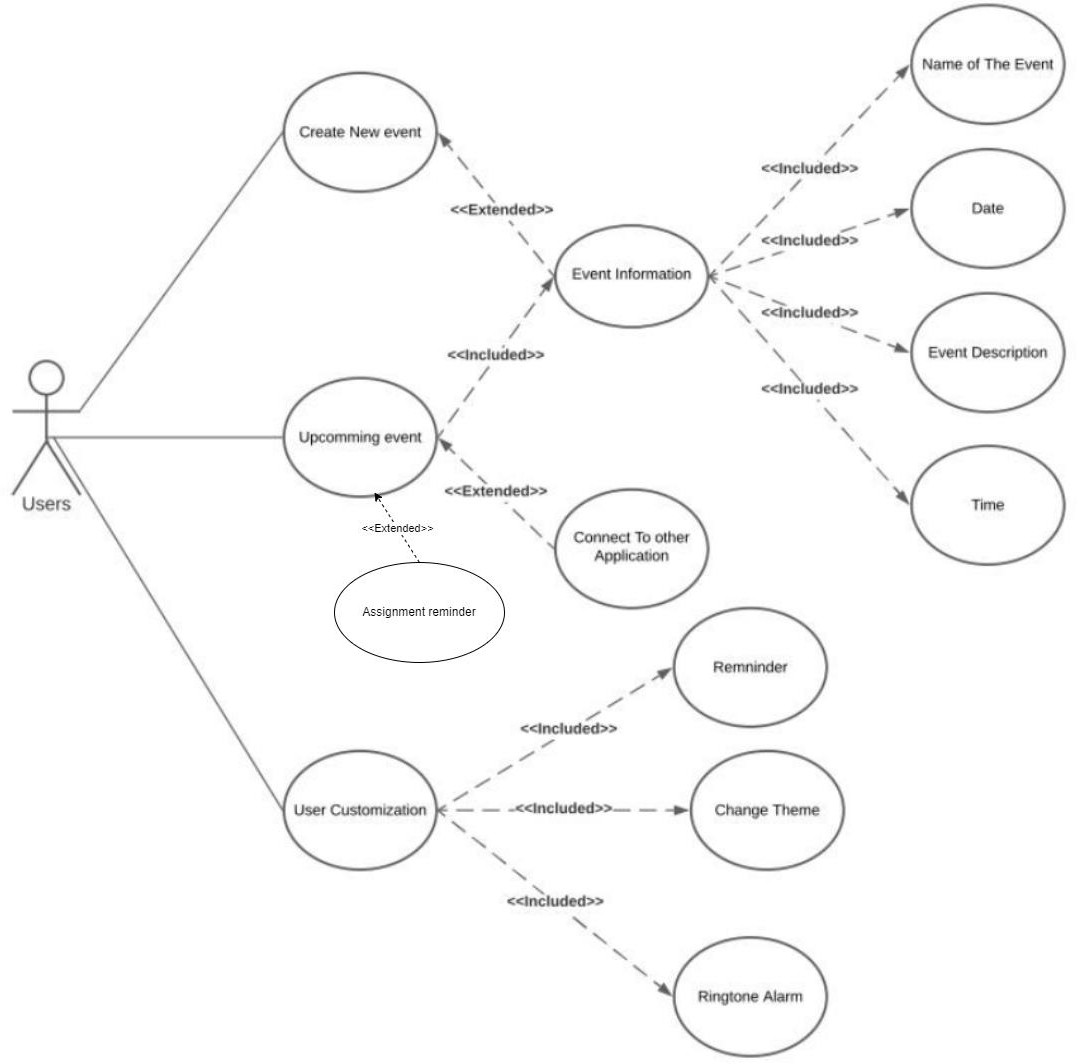 Name of The Event
Create New event
<<Included>>
<<Extended>>
Date
<<Included>>
Event Information
<<Included>>
<<Included>>
Event Description
<<Included>>
Upcomming event
<<Extended>>
Users
Time
<<Extended>>
Connect To other
Application
Assignment reminder
Remninder
<<Included>>
User Customization
<<Included>>
Change Theme
<<Included>>
Ringtone Alarm